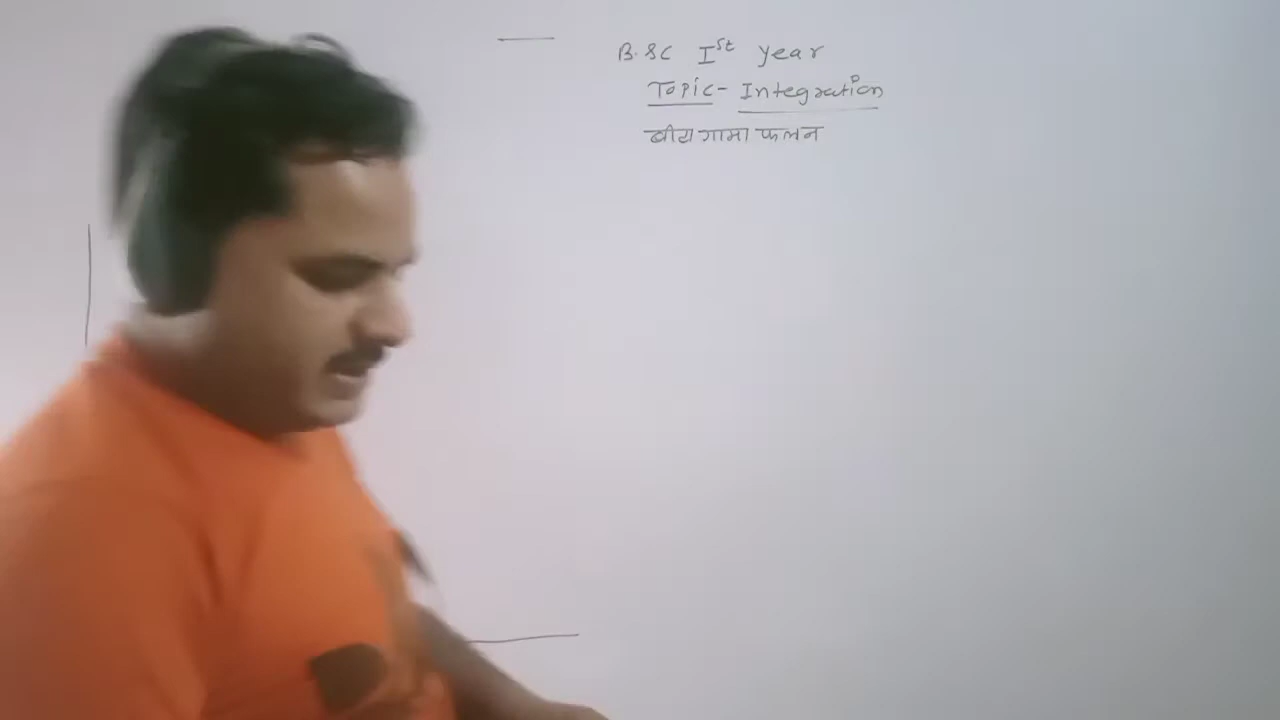 B.SC Ist year
Topic - Integration
बीटा गामा फलन